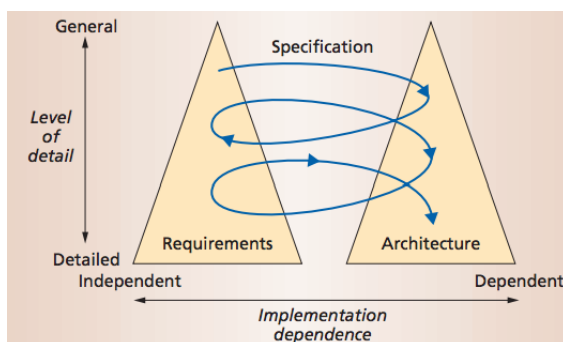 General
Specification
Level
of
detail
Requirements
Architecture
Detailed
Independent
Dependent
Implementation
dependence